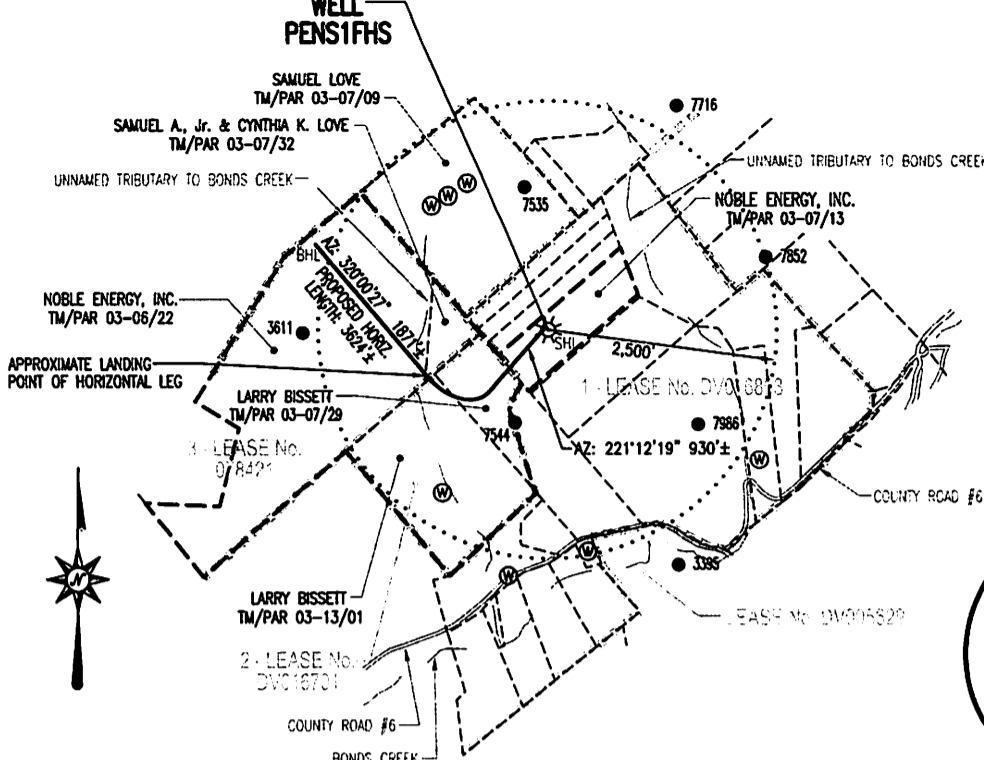 WELL
PENS1FHS
SAMUEL LOVE
TM/PAR 03-07/09
7716
SAMUEL A., Jr. & CYNTHIA K. LOVE
TM/PAR 03-07/32
UNNAMED TRIBUTARY TO BONDS CREEK
UNNAMED TRIBUTARY TO BONDS CREEK
W W W
7535
NOBLE ENERGY, INC.
TM/PAR 03-07/13
BHL
AZ: 320°00'27" 1871'±
PROPOSED HORIZ.
LENGTH: 3624'±
7852
NOBLE ENERGY, INC.
TM/PAR 03-06/22
3611
SHL
2,500'
APPROXIMATE LANDING
POINT OF HORIZONTAL LEG
1 - LEASE No.
LARRY BISSETT
TM/PAR 03-07/29
7544
7986
3 - LEASE No.
AZ: 221°12'19" 930'±
W
W
COUNTY ROAD #6
N
W
W
3395
LARRY BISSETT
TM/PAR 03-13/01
LEASE No.
2 - LEASE No.
COUNTY ROAD #6
BONDS CREEK